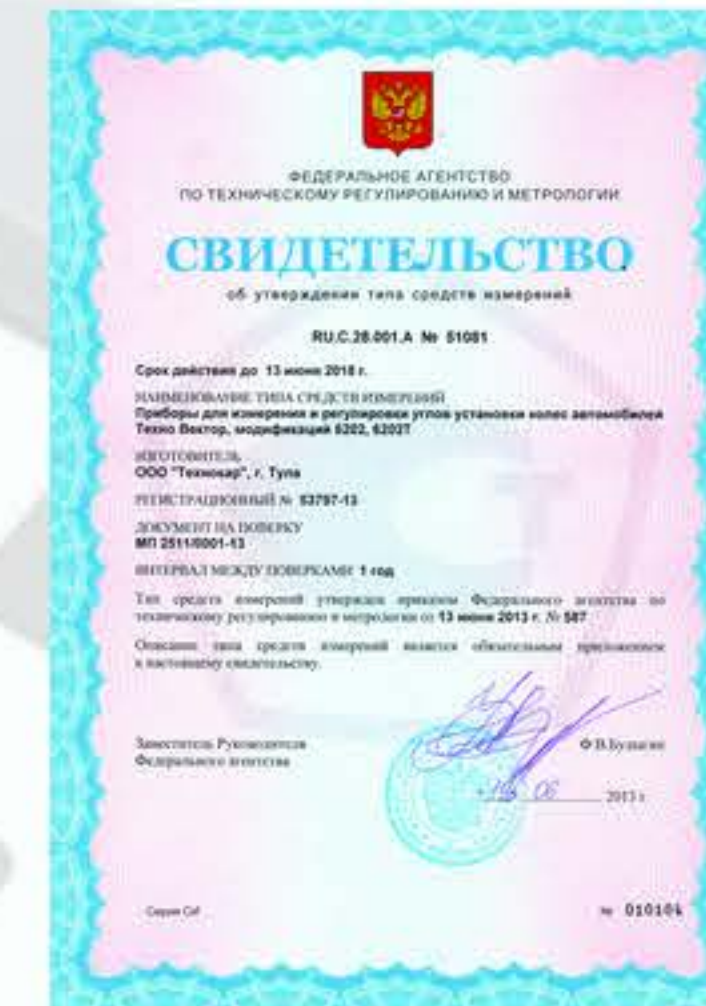 ФЕДЕРАЛЬНОЕ АГЕНТСТВО
ПО ТЕХНИЧЕСКОМУ РЕГУЛИРОВАНИЮ И МЕТРОЛОГИИ
СВИДЕТЕЛЬСТВО
об утверждении типа средств измерений
RU.C.28.001.A № 51081
Срок действия до 13 июня 2018 г.
НАИМЕНОВАНИЕ ТИПА СРЕДСТВ ИЗМЕРЕНИЙ
Приборы для измерения и регулировки углов установки колес автомобилей
Техно Вектор, модификаций 6202, 6202Т
ИЗГОТОВИТЕЛЬ
ООО "Технокар", г. Тула
РЕГИСТРАЦИОННЫЙ № 53797-13
ДОКУМЕНТ НА ПОВЕРКУ
МП 2511/0001-13
ИНТЕРВАЛ МЕЖДУ ПОВЕРКАМИ 1 год
Тип средств измерений утвержден приказом Федерального агентства по
техническому регулированию и метрологии от 13 июня 2013 г. № 587
Описание типа средств измерений является обязательным приложением
к настоящему свидетельству.
Заместитель Руководителя
Федерального агентства
Ф.В.Булыгин
06 2013 г.
Серия СИ
№ 010104